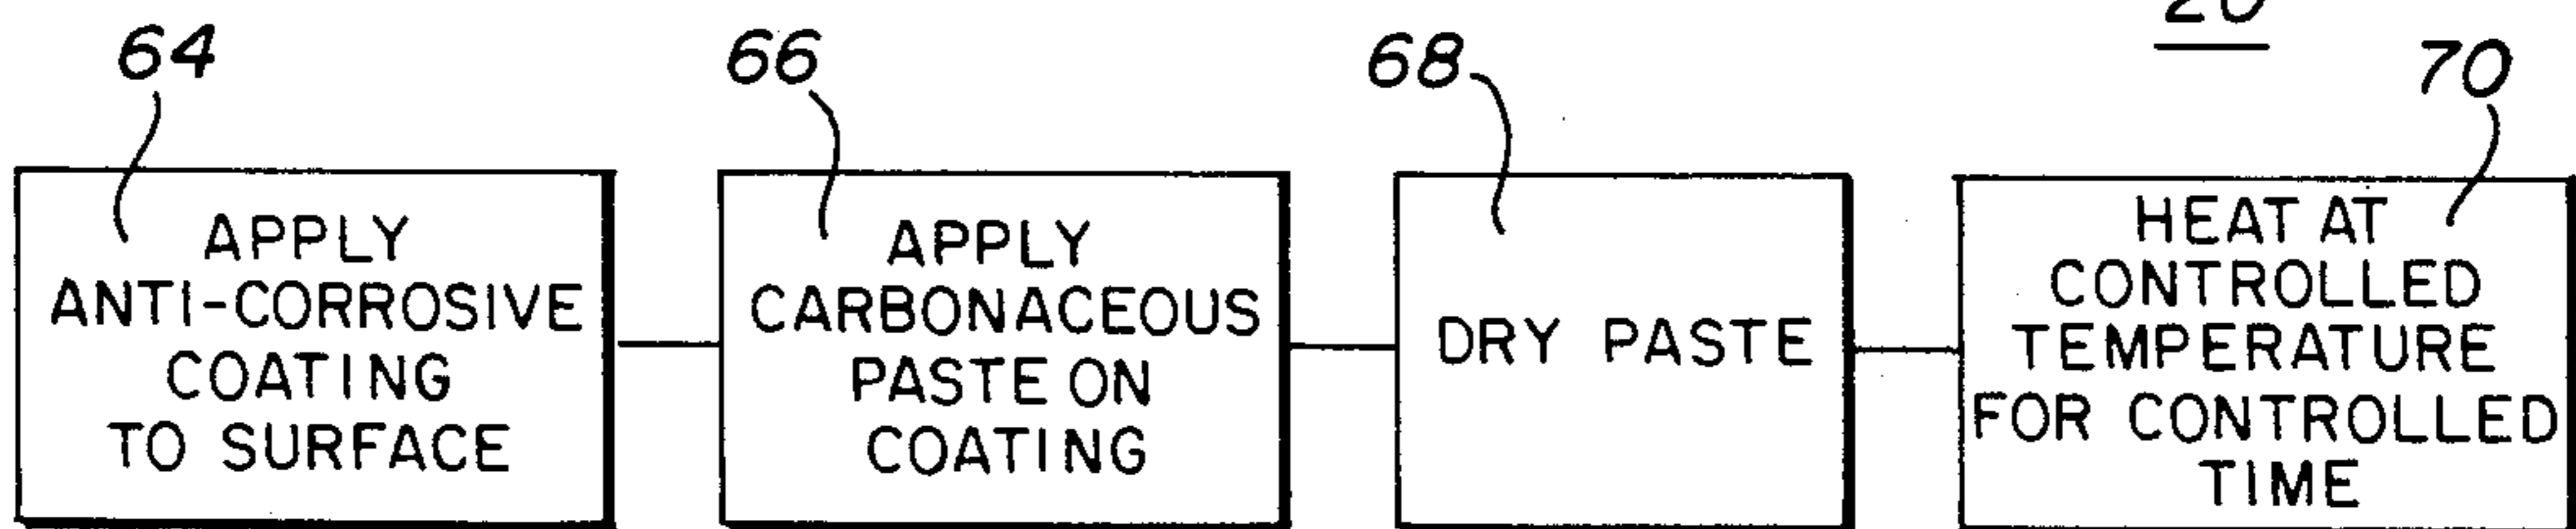 20
64
66
68
70
APPLY
ANTI-CORROSIVE
COATING
TO SURFACE
APPLY
CARBONACEOUS
PASTE ON
COATING
DRY PASTE
HEAT AT
CONTROLLED
TEMPERATURE
FOR CONTROLLED
TIME